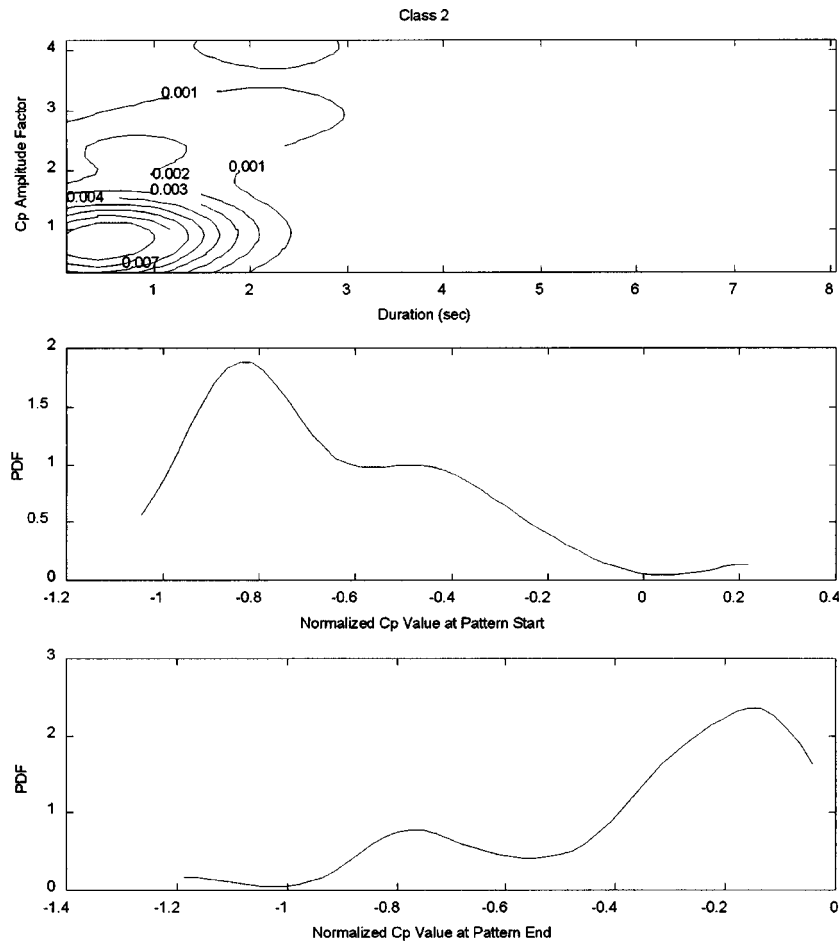 Class 2
4
3
2
1
Cp Amplitude Factor
0.001
0.001
0.002
0.003
0.004
0.007
1 2 3 4 5 6 7 8
Duration (sec)
2
1.5
1
0.5
0
PDF
-1.2 -1 -0.8 -0.6 -0.4 -0.2 0 0.2 0.4
Normalized Cp Value at Pattern Start
3
2
1
0
PDF
-1.4 -1.2 -1 -0.8 -0.6 -0.4 -0.2 0
Normalized Cp Value at Pattern End